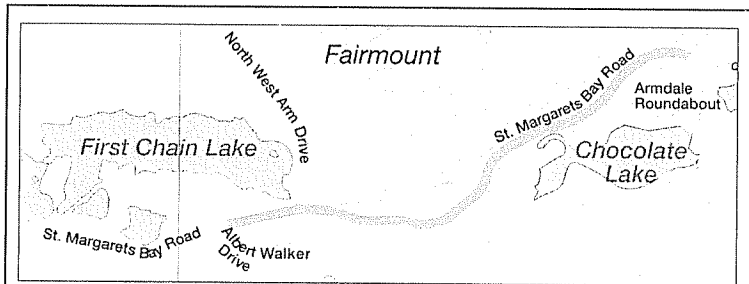 Fairmount
North West Arm Drive
St. Margarets Bay Road
Armdale
Roundabout
First Chain Lake
Chocolate
Lake
St. Margarets Bay Road
Albert Walker
Drive